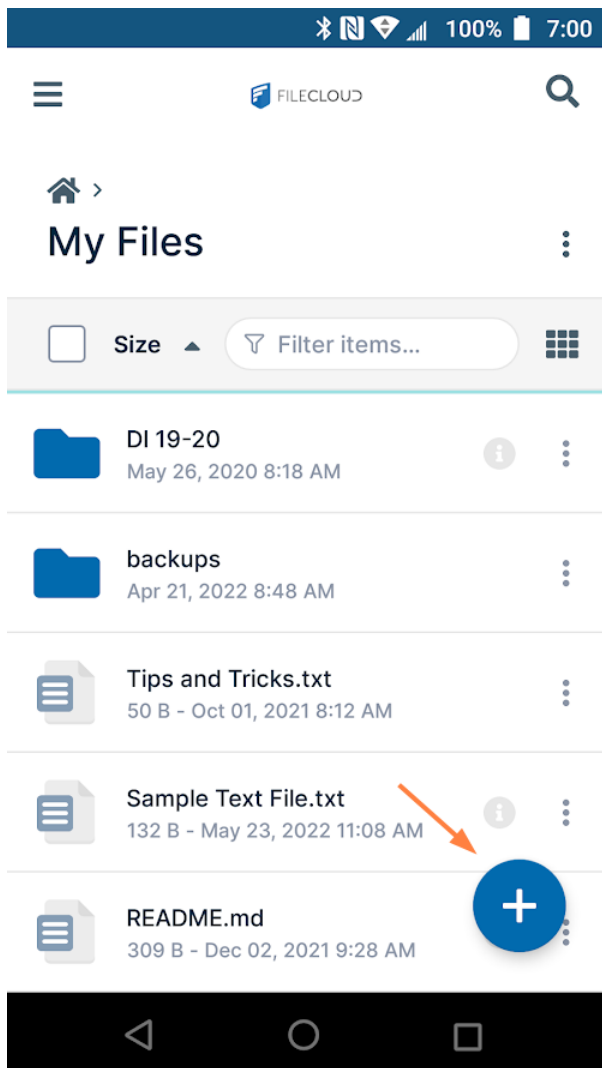 100% 7:00
FILECLOUD
My Files
Size Filter items...
DI 19-20
May 26, 2020 8:18 AM
backups
Apr 21, 2022 8:48 AM
Tips and Tricks.txt
50 B - Oct 01, 2021 8:12 AM
Sample Text File.txt
132 B - May 23, 2022 11:08 AM
README.md
309 B - Dec 02, 2021 9:28 AM